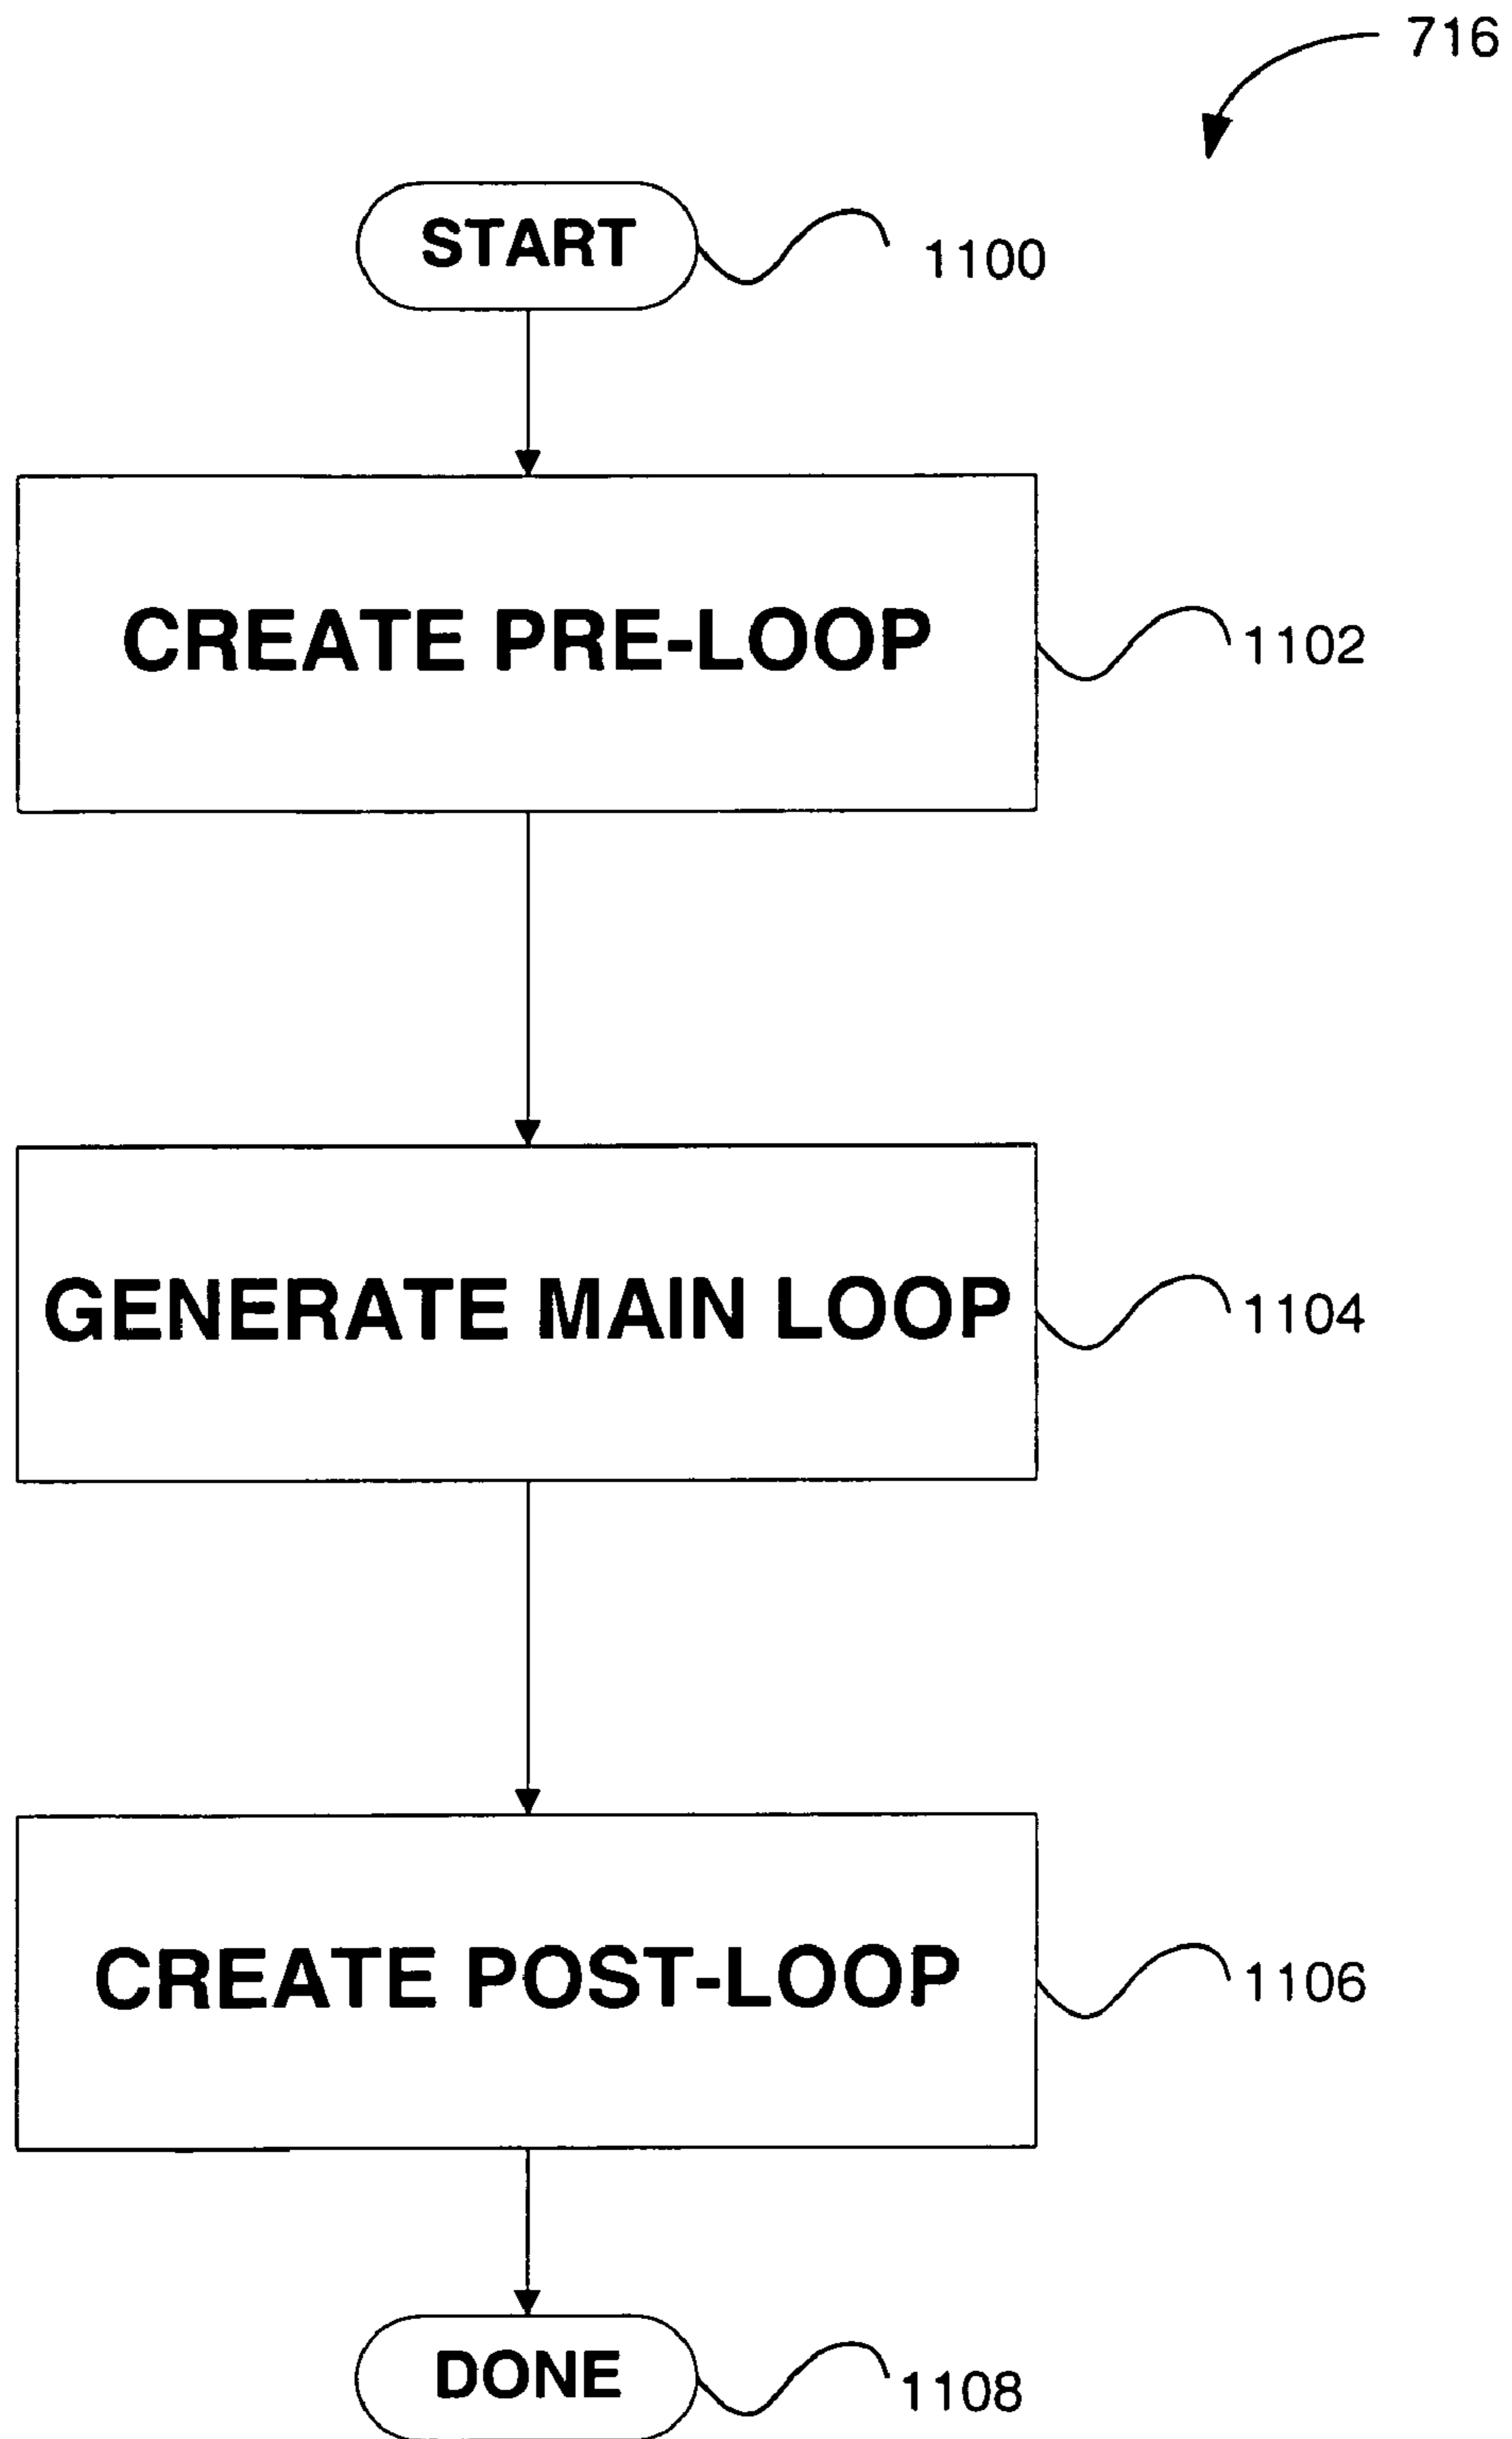 716
START
1100
CREATE PRE-LOOP
1102
GENERATE MAIN LOOP
1104
CREATE POST-LOOP
1106
DONE
1108